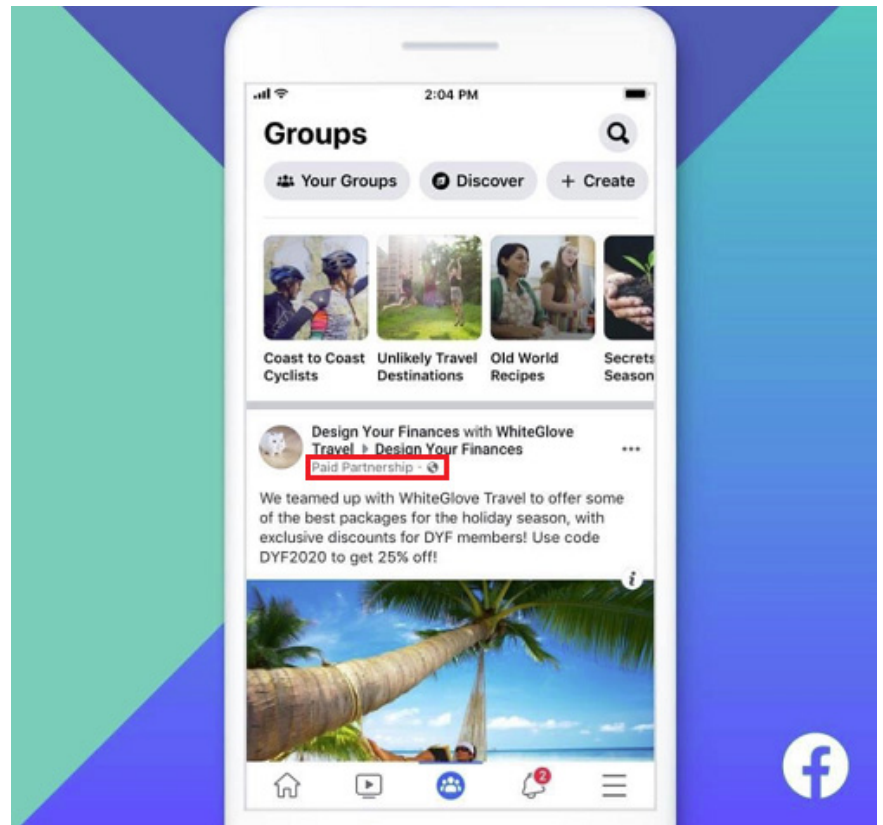 2:04 PM
Groups
Your Groups
Discover
+ Create
Coast to Coast
Cyclists
Unlikely Travel
Destinations
Old World
Recipes
Secrets
Season
Design Your Finances with WhiteGlove
Travel ▸ Design Your Finances
Paid Partnership ·
We teamed up with WhiteGlove Travel to offer some
of the best packages for the holiday season, with
exclusive discounts for DYF members! Use code
DYF2020 to get 25% off!
i
2
f